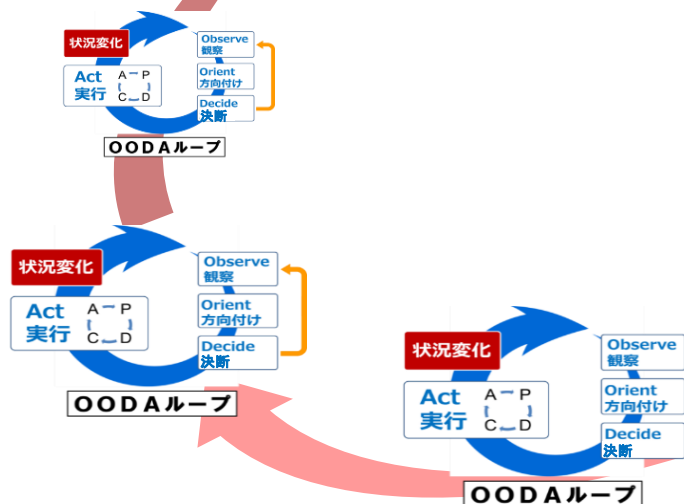 状況変化
Observe
観察
Orient
方向付け
Decide
決断
Act
実行
A P
C D
OODAループ
状況変化
Observe
観察
Orient
方向付け
Decide
決断
Act
実行
A P
C D
OODAループ
状況変化
Observe
観察
Orient
方向付け
Decide
決断
Act
実行
A P
C D
OODAループ